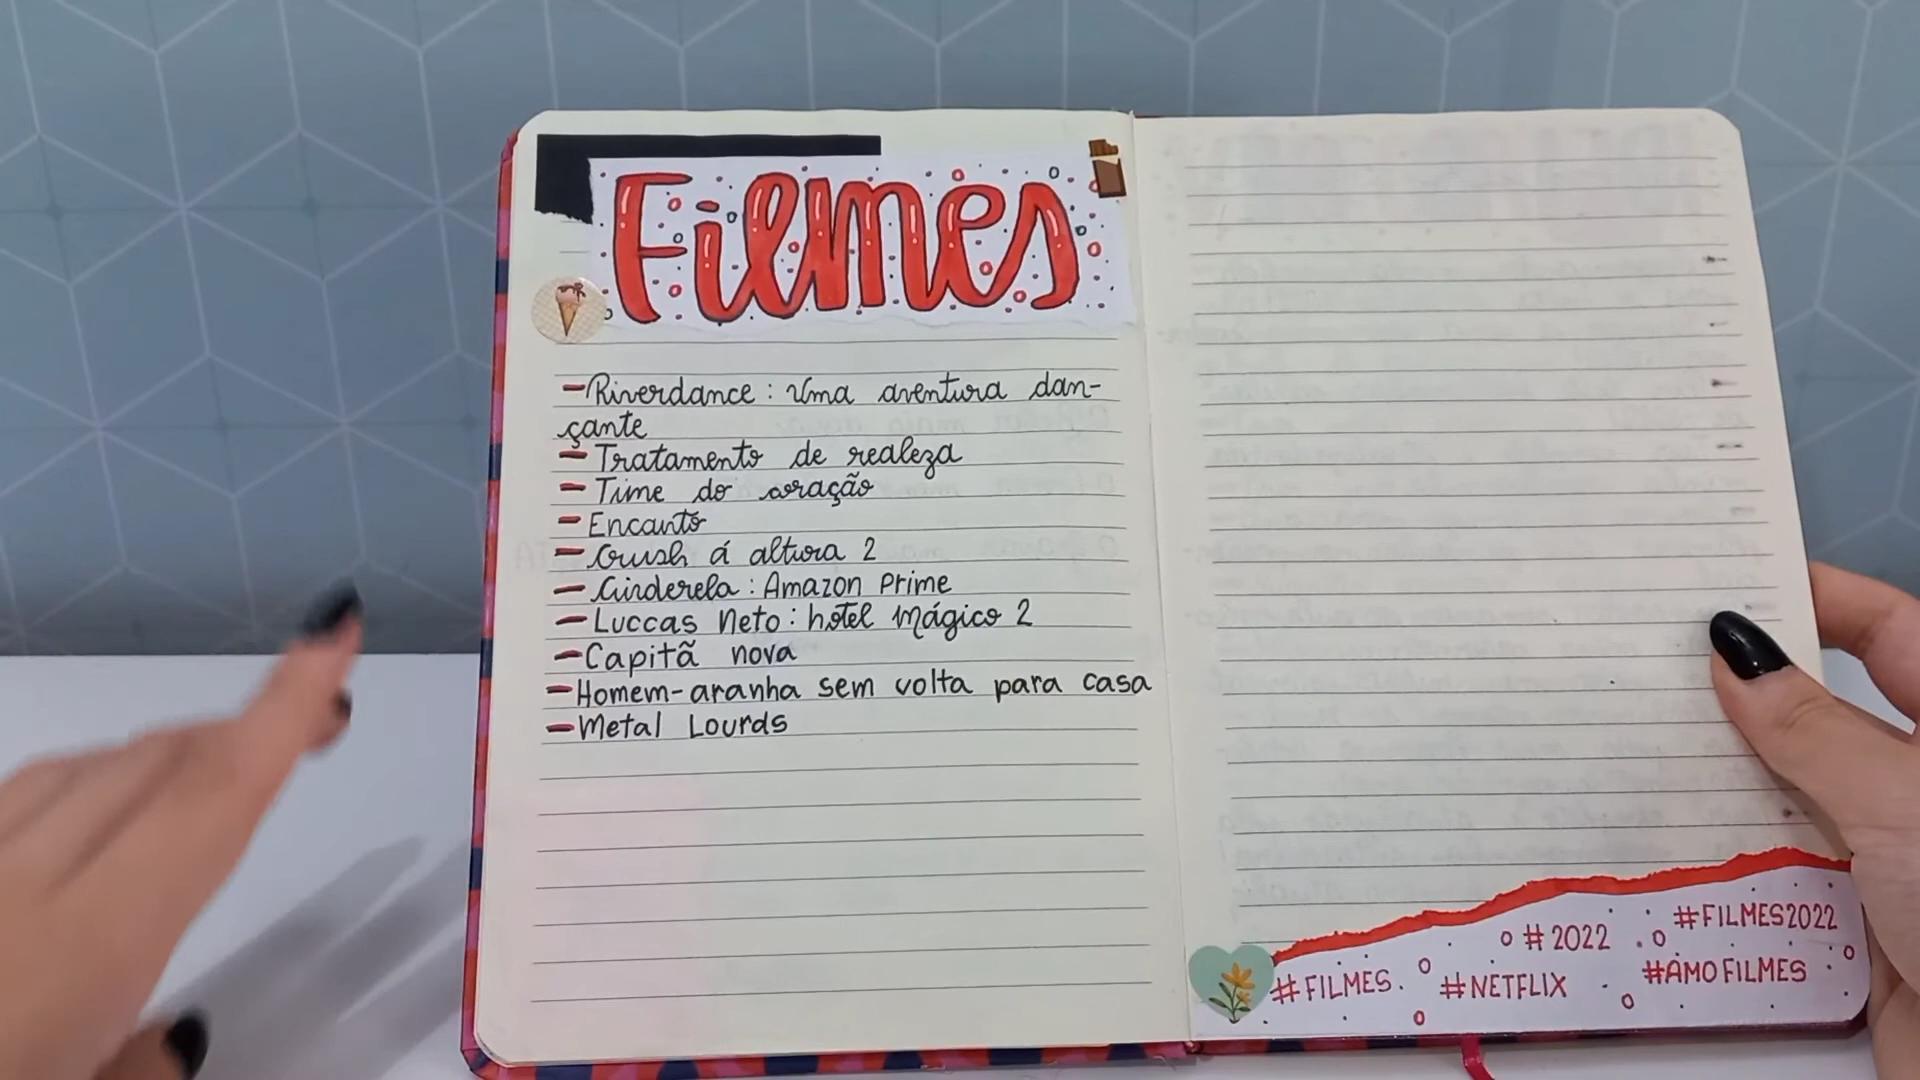 Filmes
-Riverdance: Uma aventura dan-
çante
- Tratamento de realeza
- Time do coração
- Encanto
- Crush á altura 2
- Cinderela: Amazon Prime
- Luccas Neto: hotel mágico 2
- Capitã nova
-Homem-aranha sem volta para casa
- Metal Lourds
#FILMES2022
#2022
#AMOFILMES
#FILMES.
#NETFLIX